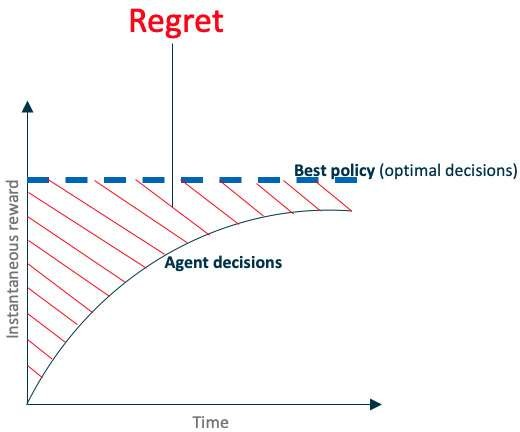 Regret
Best policy (optimal decisions)
Instantaneous reward
Agent decisions
Time